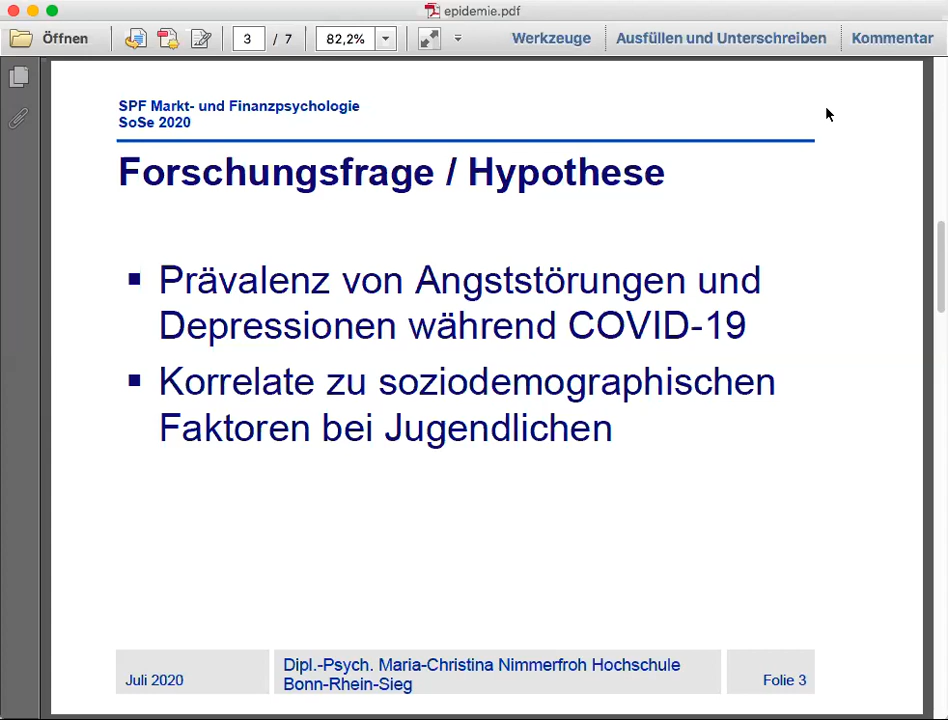 epidemie.pdf
Öffnen
3 / 7
82,2%
Werkzeuge
Ausfüllen und Unterschreiben
Kommentar
SPF Markt- und Finanzpsychologie
SoSe 2020
Forschungsfrage / Hypothese
▪ Prävalenz von Angststörungen und
Depressionen während COVID-19
▪ Korrelate zu soziodemographischen
Faktoren bei Jugendlichen
Juli 2020
Dipl.-Psych. Maria-Christina Nimmerfroh Hochschule
Bonn-Rhein-Sieg
Folie 3